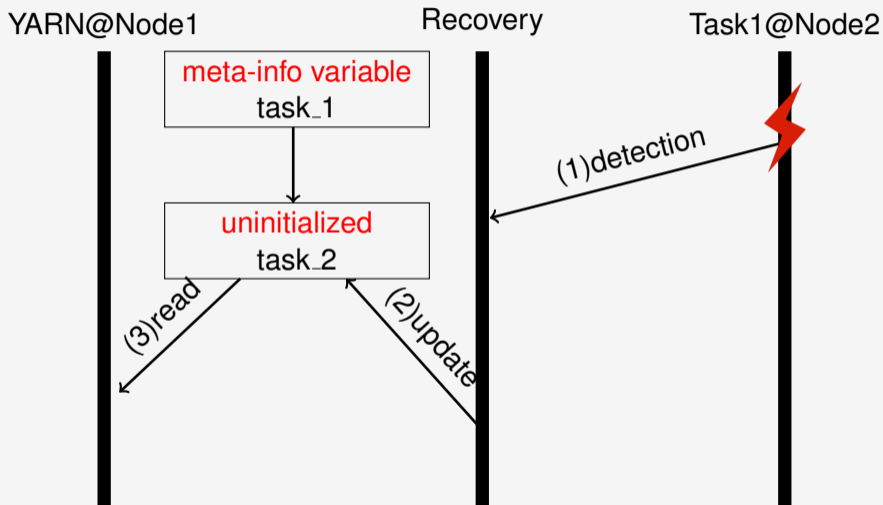 YARN@Node1
Recovery
Task1@Node2
meta-info variable
task_1
(1)detection
uninitialized
task_2
(3)read
(2)update